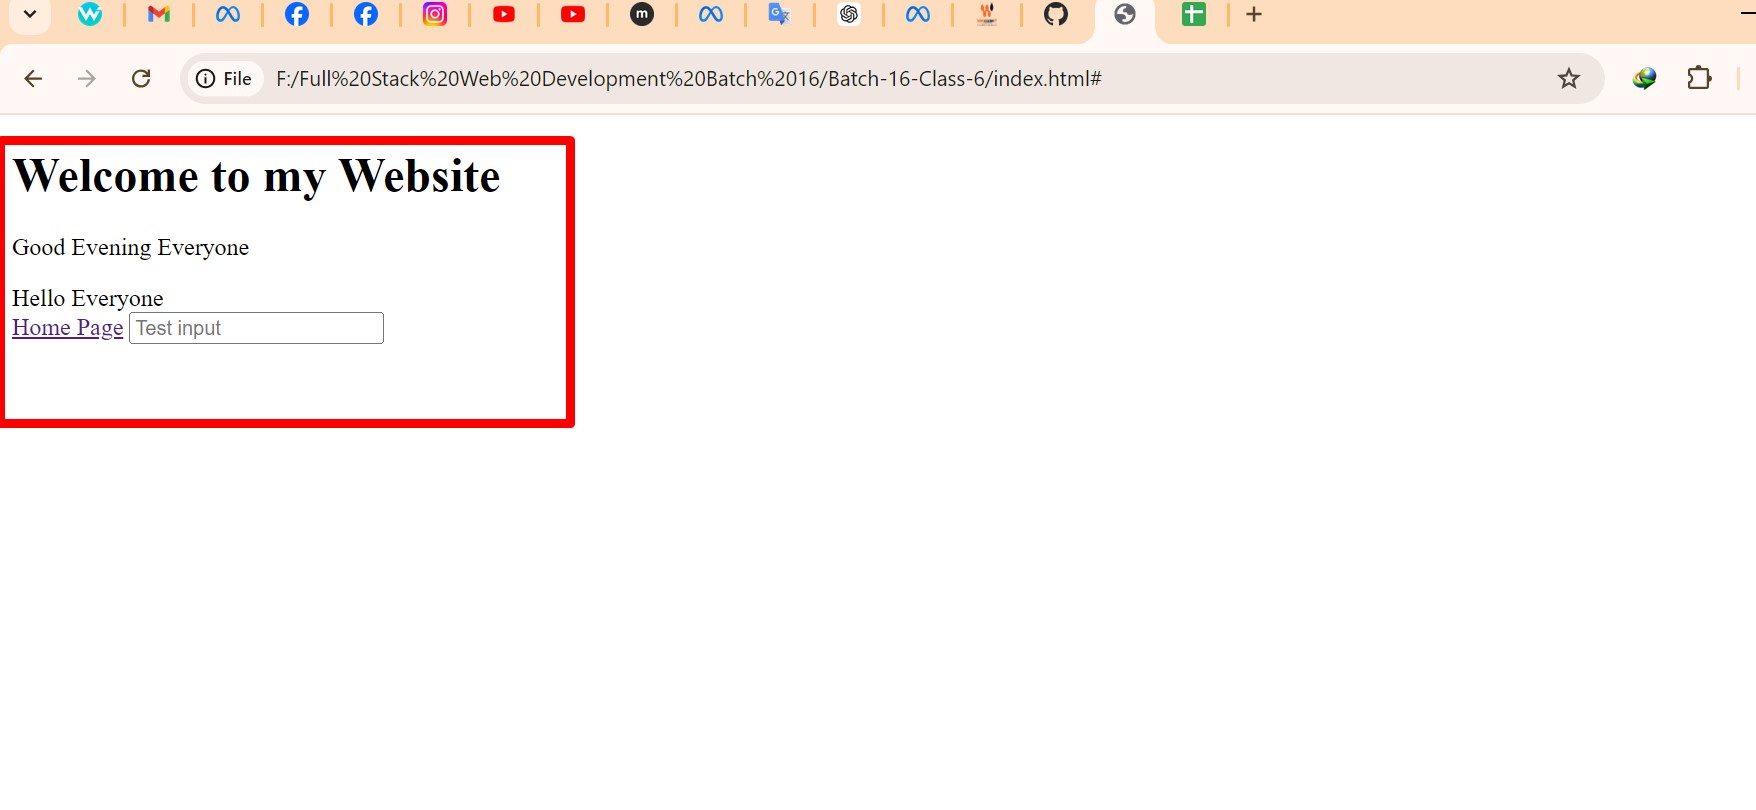 File F:/Full%20Stack%20Web%20Development%20Batch%2016/Batch-16-Class-6/index.html#
Welcome to my Website
Good Evening Everyone
Hello Everyone
Home Page Test input